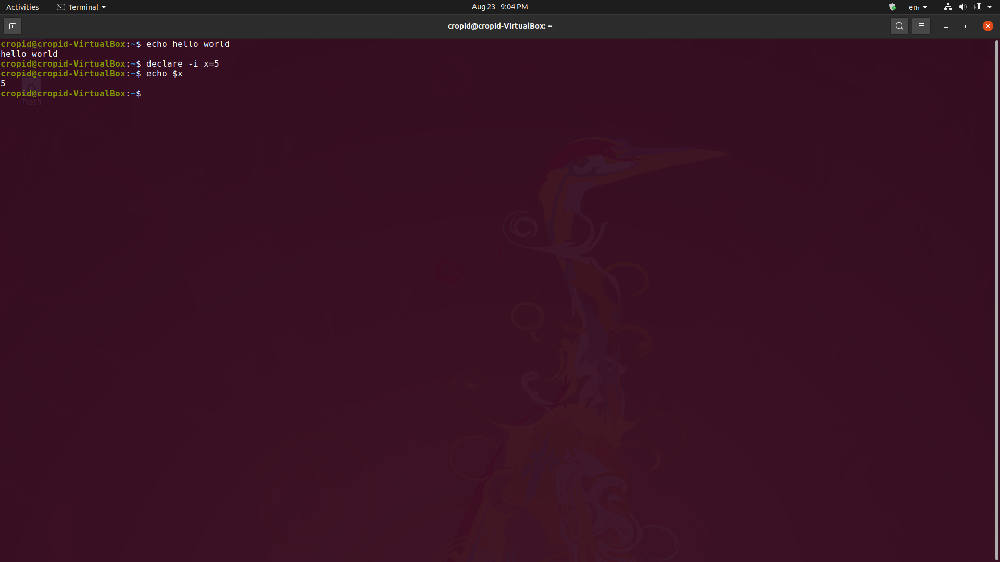 Activities Terminal Aug 23 9:04 PM en₁
cropid@cropid-VirtualBox: ~
cropid@cropid-VirtualBox:~$ echo hello world
hello world
cropid@cropid-VirtualBox:~$ declare -i x=5
cropid@cropid-VirtualBox:~$ echo $x
5
cropid@cropid-VirtualBox:~$
Trash